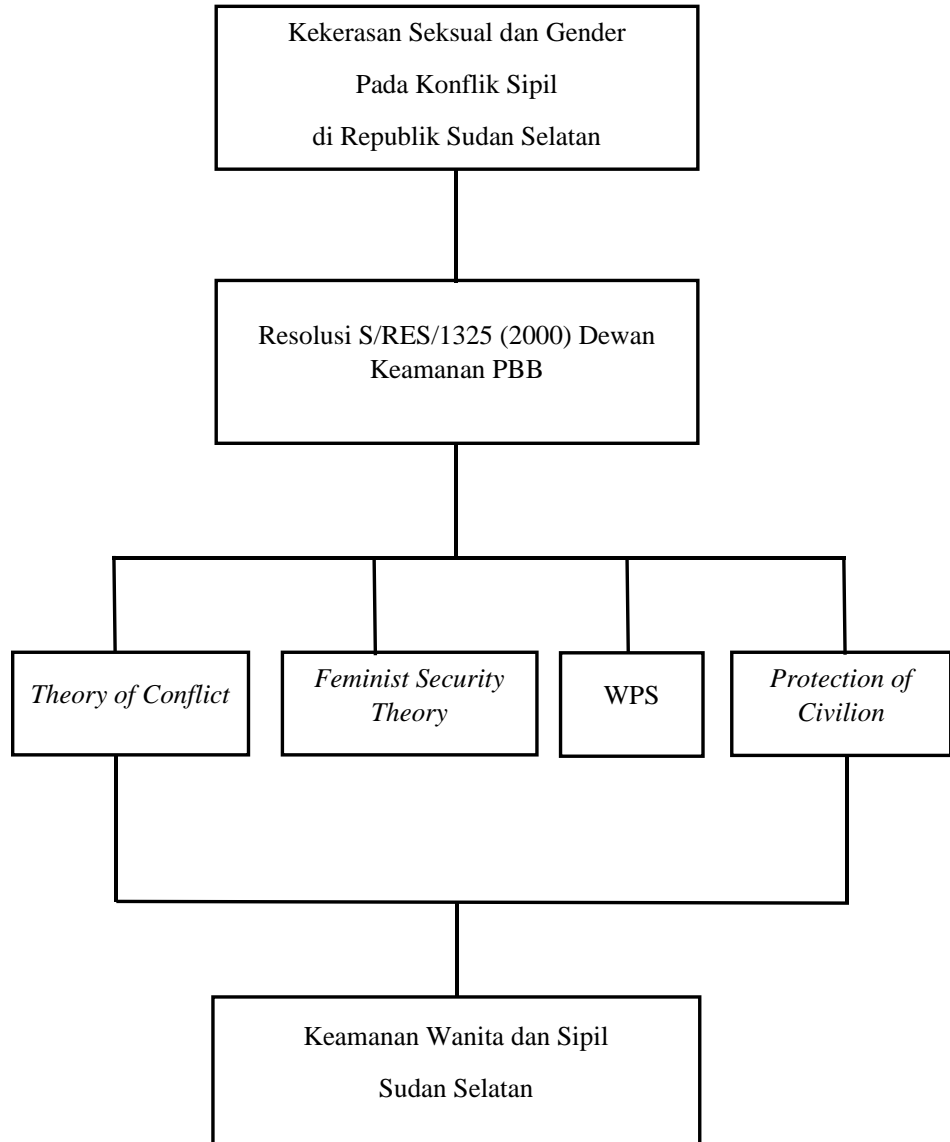 Kekerasan Seksual dan Gender
Pada Konflik Sipil
di Republik Sudan Selatan
Resolusi S/RES/1325 (2000) Dewan
Keamanan PBB
Theory of Conflict
Feminist Security
Theory
WPS
Protection of
Civilion
Keamanan Wanita dan Sipil
Sudan Selatan